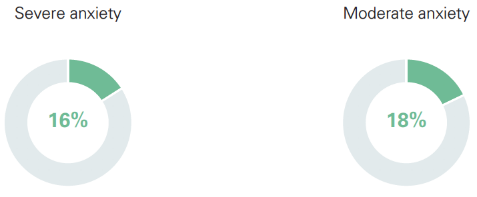 Severe anxiety
Moderate anxiety
16%
18%